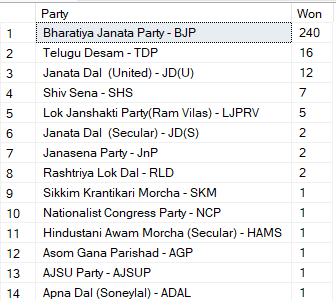 Party Won
1 Bharatiya Janata Party - BJP 240
2 Telugu Desam - TDP 16
3 Janata Dal  (United) - JD(U) 12
4 Shiv Sena - SHS 7
5 Lok Janshakti Party(Ram Vilas) - LJPRV 5
6 Janata Dal  (Secular) - JD(S) 2
7 Janasena Party - JnP 2
8 Rashtriya Lok Dal - RLD 2
9 Sikkim Krantikari Morcha - SKM 1
10 Nationalist Congress Party - NCP 1
11 Hindustani Awam Morcha (Secular) - HAMS 1
12 Asom Gana Parishad - AGP 1
13 AJSU Party - AJSUP 1
14 Apna Dal (Soneylal) - ADAL 1